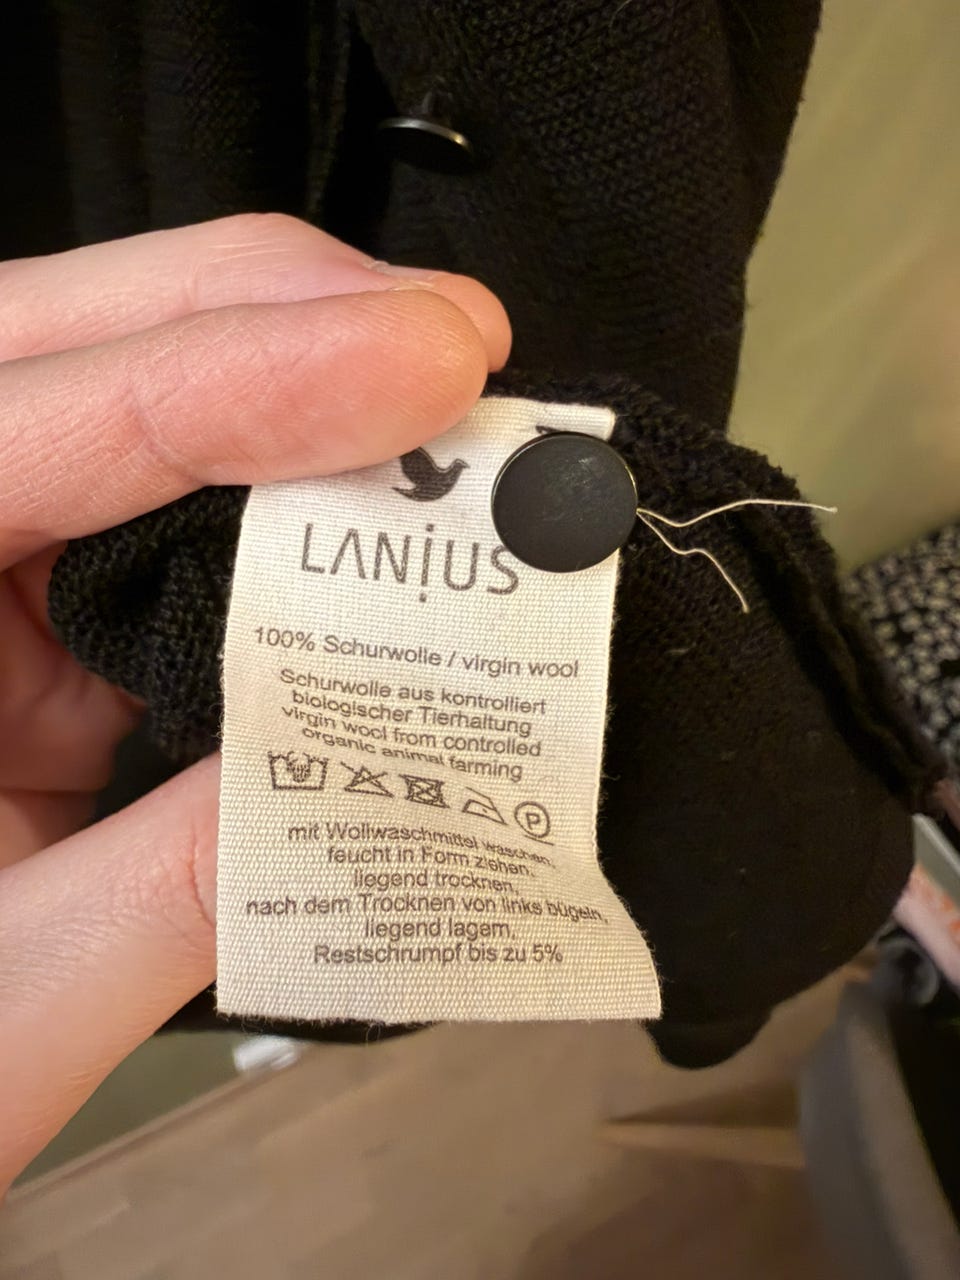 LANiUS
100% Schurwolle / virgin wool
Schurwolle aus kontrolliert
biologischer Tierhaltung
virgin wool from controlled
organic animal farming
P
mit Wollwaschmittel waschen,
feucht in Form ziehen,
liegend trocknen,
nach dem Trocknen von links bügeln,
liegend lagern,
Restschrumpf bis zu 5%